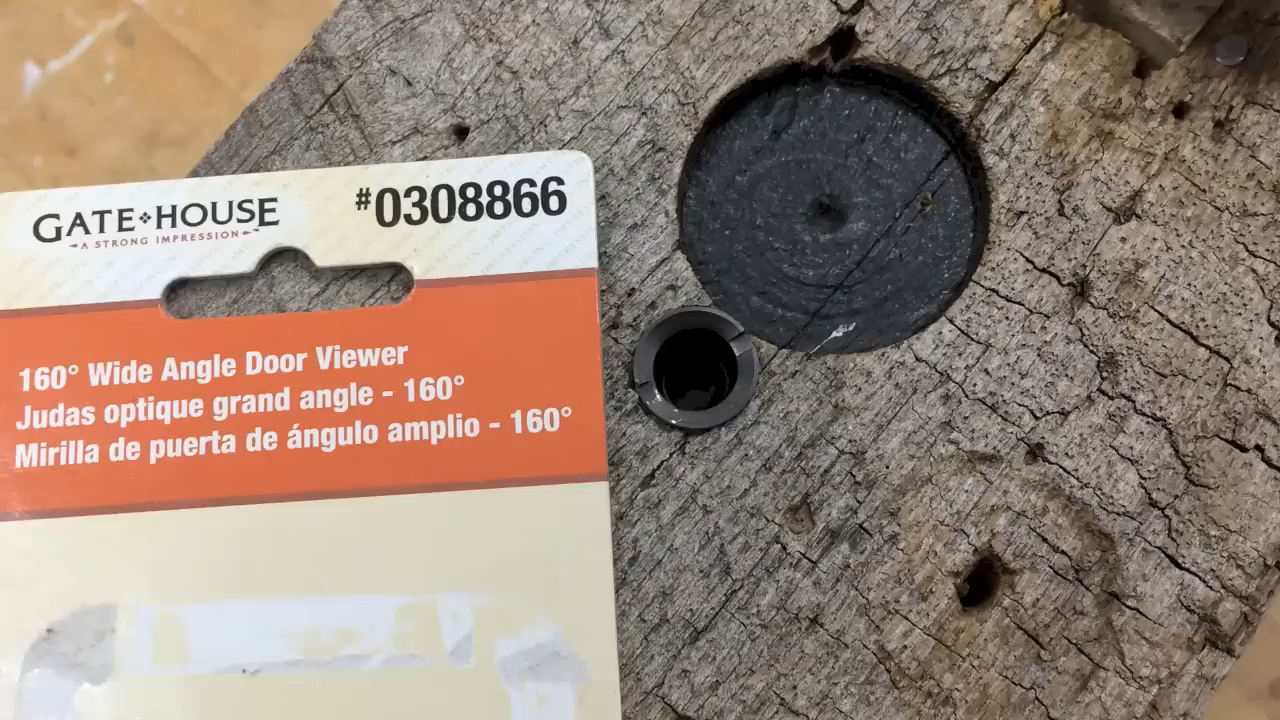 GATE HOUSE
A STRONG IMPRESSION
#0308866
160° Wide Angle Door Viewer
Judas optique grand angle - 160°
Mirilla de puerta de ángulo amplio - 160°